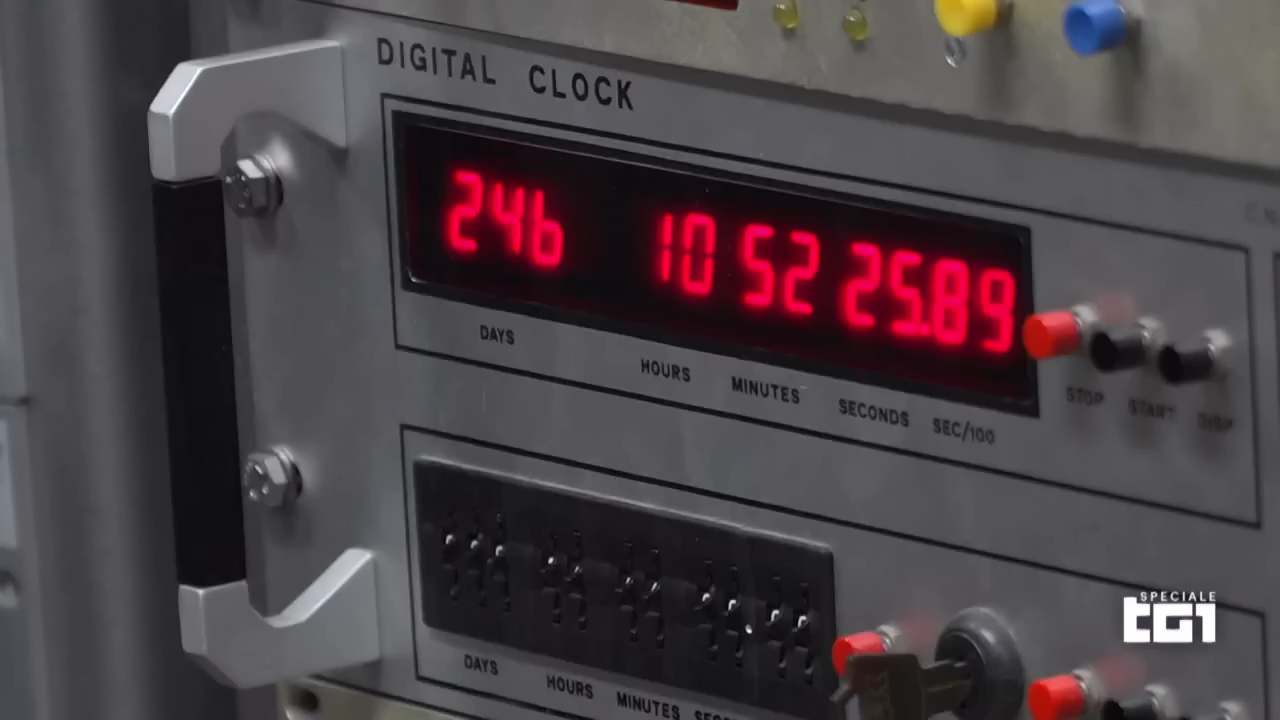 DIGITAL CLOCK
246 10 52 25.89
DAYS HOURS MINUTES SECONDS SEC/100
STOP START DISP
DAYS HOURS MINUTES
SPECIALE
TG1